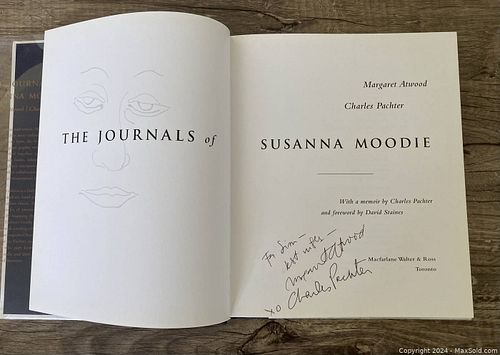 THE JOURNALS of
Margaret Atwood
Charles Pachter
SUSANNA MOODIE
With a memoir by Charles Pachter
and foreword by David Staines
For
Atwood
xo Charles Pachter
Macfarlane Walter & Ross
Toronto
Copyright 2024 - MaxSold.com